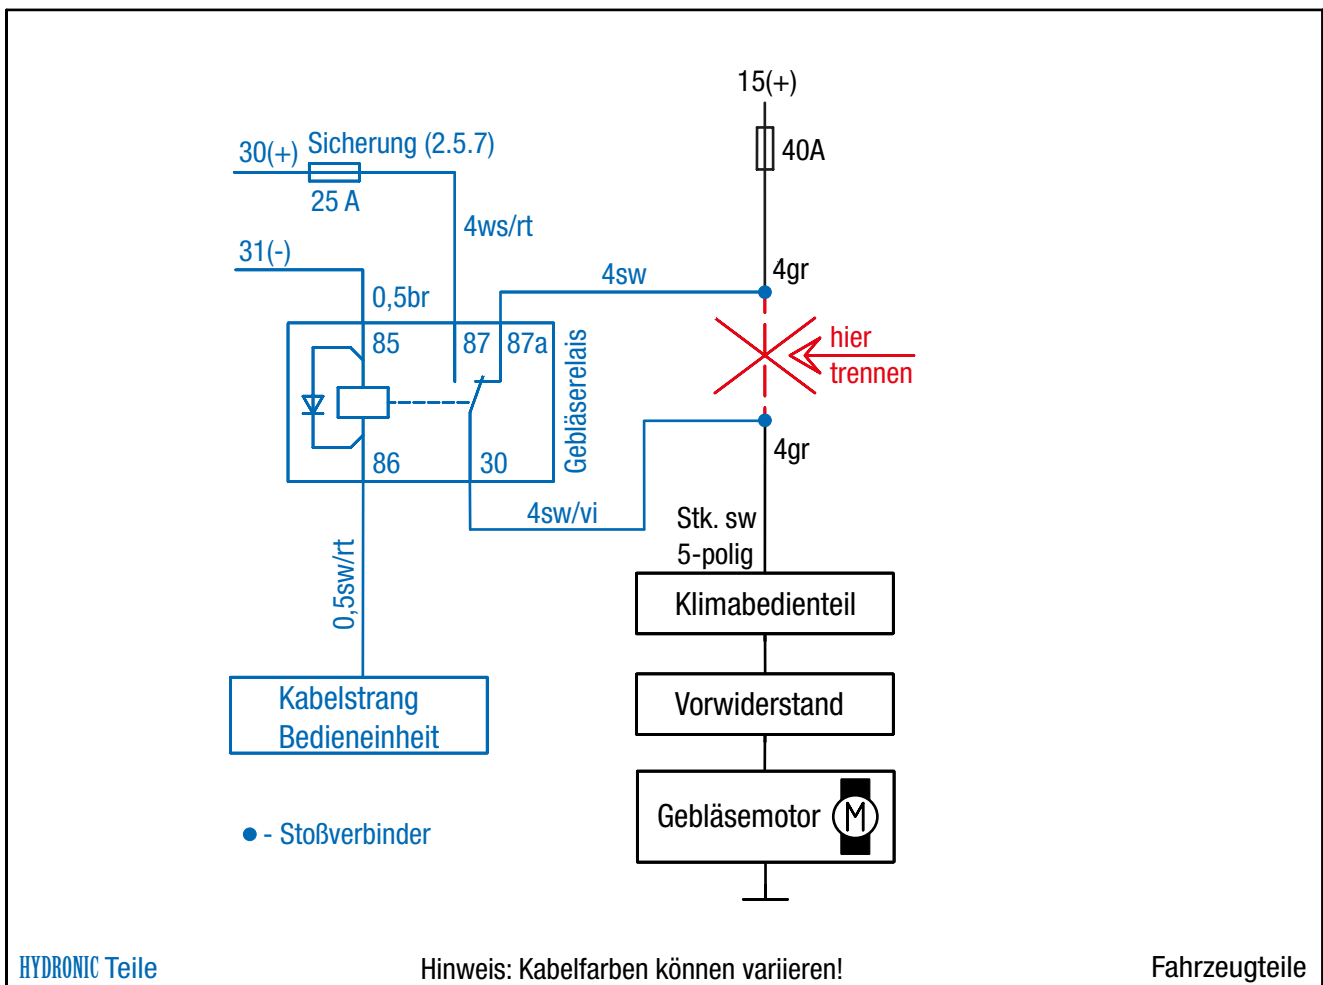 15(+)
40A
Sicherung (2.5.7)
30(+)
25 A
4ws/rt
31(-)
0,5br
4sw
4gr
85
87
87a
Gebläserelais
hier
trennen
86
30
4gr
4sw/vi
0,5sw/rt
Stk. sw
5-polig
Klimabedienteil
Kabelstrang
Bedieneinheit
Vorwiderstand
Gebläsemotor
M
- Stoßverbinder
HYDRONIC Teile
Hinweis: Kabelfarben können variieren!
Fahrzeugteile